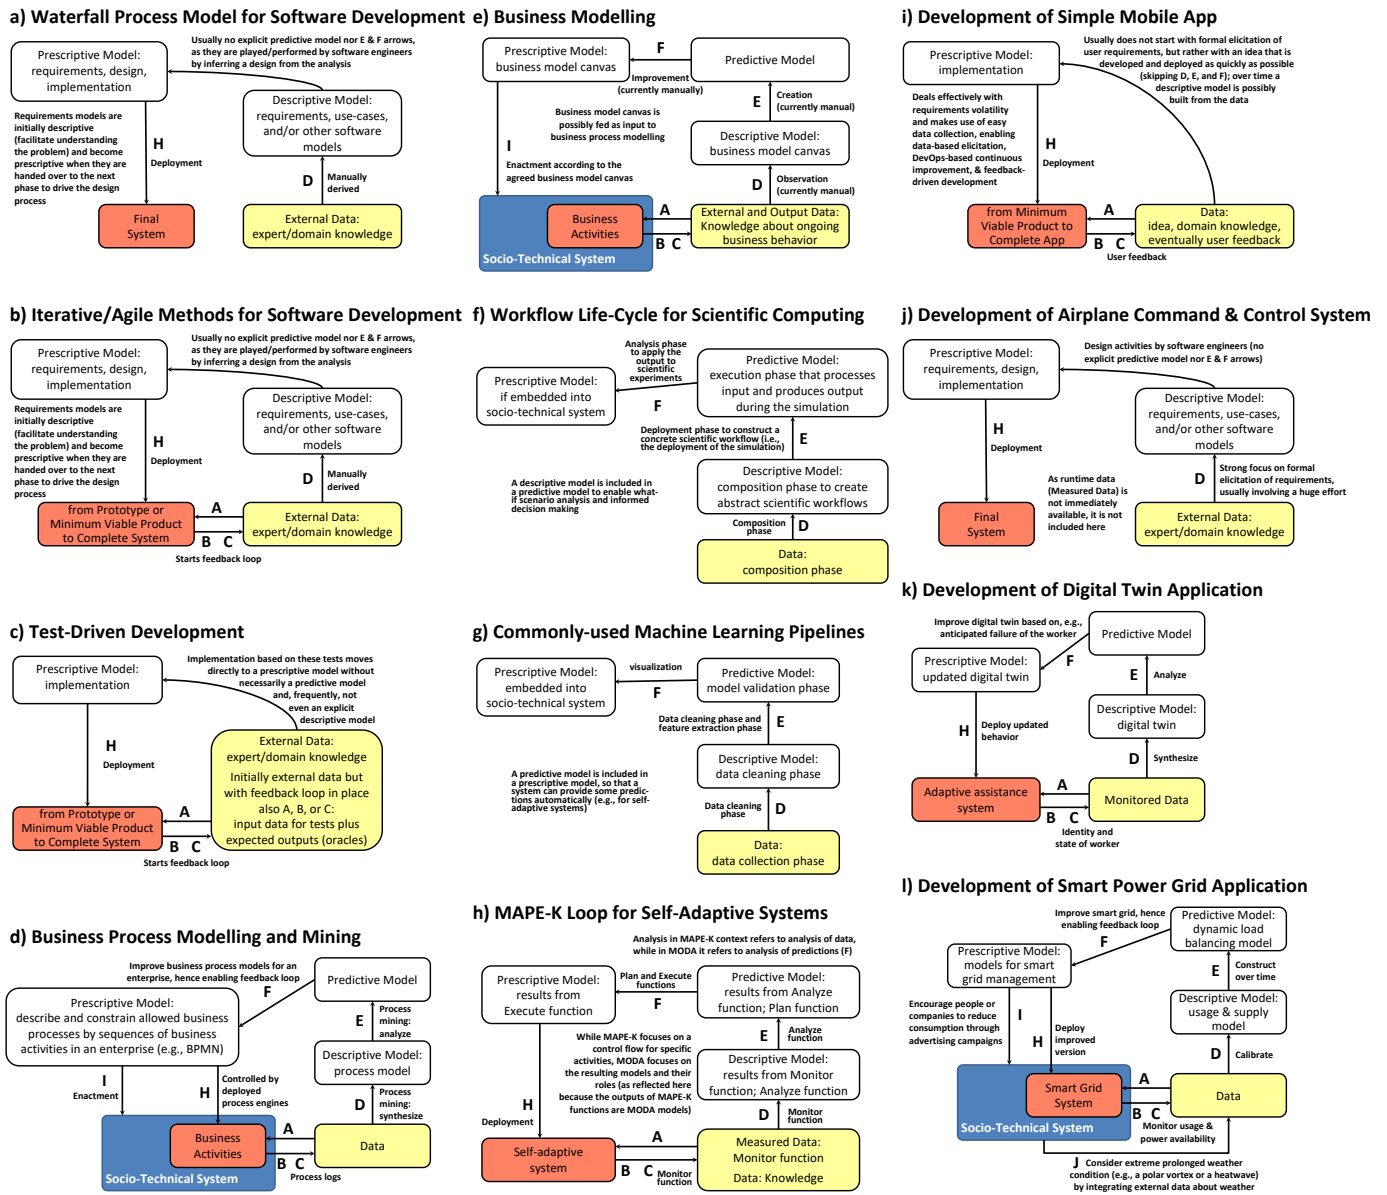 a) Waterfall Process Model for Software Development
Prescriptive Model:
requirements, design,
implementation
Usually no explicit predictive model nor E & F arrows,
as they are played/performed by software engineers
by inferring a design from the analysis
Descriptive Model:
requirements, use-cases,
and/or other software
models
Requirements models are
initially descriptive
(facilitate understanding
the problem) and become
prescriptive when they are
handed over to the next
phase to drive the design
process
H
Deployment
D
Manually
derived
Final
System
External Data:
expert/domain knowledge
b) Iterative/Agile Methods for Software Development
Usually no explicit predictive model nor E & F arrows,
as they are played/performed by software engineers
by inferring a design from the analysis
Prescriptive Model:
requirements, design,
implementation
Descriptive Model:
requirements, use-cases,
and/or other software
models
Requirements models are
initially descriptive
(facilitate understanding
the problem) and become
prescriptive when they are
handed over to the next
phase to drive the design
process
H
Deployment
D
Manually
derived
from Prototype or
Minimum Viable Product
to Complete System
A
B C
External Data:
expert/domain knowledge
Starts feedback loop
c) Test-Driven Development
Prescriptive Model:
implementation
Implementation based on these tests moves
directly to a prescriptive model without
necessarily a predictive model
and, frequently, not
even an explicit
descriptive model
H
Deployment
External Data:
expert/domain knowledge
Initially external data but
with feedback loop in place
also A, B, or C:
input data for tests plus
expected outputs (oracles)
from Prototype or
Minimum Viable Product
to Complete System
A
B C
Starts feedback loop
d) Business Process Modelling and Mining
Improve business process models for an
enterprise, hence enabling feedback loop
F
Predictive Model
Prescriptive Model:
describe and constrain allowed business
processes by sequences of business
activities in an enterprise (e.g., BPMN)
E
Process
mining:
analyze
Descriptive Model:
process model
I
Enactment
H
Controlled by
deployed
process engines
D
Process
mining:
synthesize
Business
Activities
A
B C
Data
Process logs
Socio-Technical System
e) Business Modelling
Prescriptive Model:
business model canvas
F
Improvement
(currently manually)
Predictive Model
E
Creation
(currently manual)
Business model canvas is
possibly fed as input to
business process modelling
Descriptive Model:
business model canvas
I
Enactment according to the
agreed business model canvas
D
Observation
(currently manual)
Business
Activities
A
B C
External and Output Data:
Knowledge about ongoing
business behavior
Socio-Technical System
f) Workflow Life-Cycle for Scientific Computing
Analysis phase
to apply the
output to
scientific
experiments
F
Prescriptive Model:
if embedded into
socio-technical system
Predictive Model:
execution phase that processes
input and produces output
during the simulation
Deployment phase to construct a
concrete scientific workflow (i.e.,
the deployment of the simulation)
E
A descriptive model is included
in a predictive model to enable what-
if scenario analysis and informed
decision making
Descriptive Model:
composition phase to create
abstract scientific workflows
Composition
phase
D
Data:
composition phase
g) Commonly-used Machine Learning Pipelines
Prescriptive Model:
embedded into
socio-technical system
visualization
F
Predictive Model:
model validation phase
Data cleaning phase and
feature extraction phase
E
A predictive model is included in
a prescriptive model, so that a
system can provide some predic-
tions automatically (e.g., for self-
adaptive systems)
Descriptive Model:
data cleaning phase
Data cleaning
phase
D
Data:
data collection phase
h) MAPE-K Loop for Self-Adaptive Systems
Analysis in MAPE-K context refers to analysis of data,
while in MODA it refers to analysis of predictions (F)
Prescriptive Model:
results from
Execute function
Plan and Execute
functions
F
Predictive Model:
results from Analyze
function; Plan function
E
Analyze
function
While MAPE-K focuses on a
control flow for specific
activities, MODA focuses on
the resulting models and their
roles (as reflected here
because the outputs of MAPE-K
functions are MODA models)
Descriptive Model:
results from Monitor
function; Analyze function
H
Deployment
D
Monitor
function
Self-adaptive
system
A
B C
Monitor
function
Measured Data:
Monitor function
Data: Knowledge
i) Development of Simple Mobile App
Prescriptive Model:
implementation
Usually does not start with formal elicitation of
user requirements, but rather with an idea that is
developed and deployed as quickly as possible
(skipping D, E, and F); over time a
descriptive model is possibly
built from the data
Deals effectively with
requirements volatility
and makes use of easy
data collection, enabling
data-based elicitation,
DevOps-based continuous
improvement, & feedback-
driven development
H
Deployment
from Minimum
Viable Product to
Complete App
A
B C
User feedback
Data:
idea, domain knowledge,
eventually user feedback
j) Development of Airplane Command & Control System
Prescriptive Model:
requirements, design,
implementation
Design activities by software engineers (no
explicit predictive model nor E & F arrows)
Descriptive Model:
requirements, use-cases,
and/or other software
models
H
Deployment
As runtime data
(Measured Data) is
not immediately
available, it is not
included here
D
Strong focus on formal
elicitation of requirements,
usually involving a huge effort
Final
System
External Data:
expert/domain knowledge
k) Development of Digital Twin Application
Improve digital twin based on, e.g.,
anticipated failure of the worker
F
Predictive Model
Prescriptive Model:
updated digital twin
E
Analyze
Descriptive Model:
digital twin
H
Deploy updated
behavior
D
Synthesize
Adaptive assistance
system
A
B C
Monitored Data
Identity and
state of worker
l) Development of Smart Power Grid Application
Improve smart grid, hence
enabling feedback loop
F
Predictive Model:
dynamic load
balancing model
Prescriptive Model:
models for smart
grid management
E
Construct
over time
Encourage people or
companies to reduce
consumption through
advertising campaigns
I
H
Deploy
improved
version
Descriptive Model:
usage & supply
model
D
Calibrate
Smart Grid
System
A
B C
Data
Monitor usage &
power availability
Socio-Technical System
J Consider extreme prolonged weather
condition (e.g., a polar vortex or a heatwave)
by integrating external data about weather